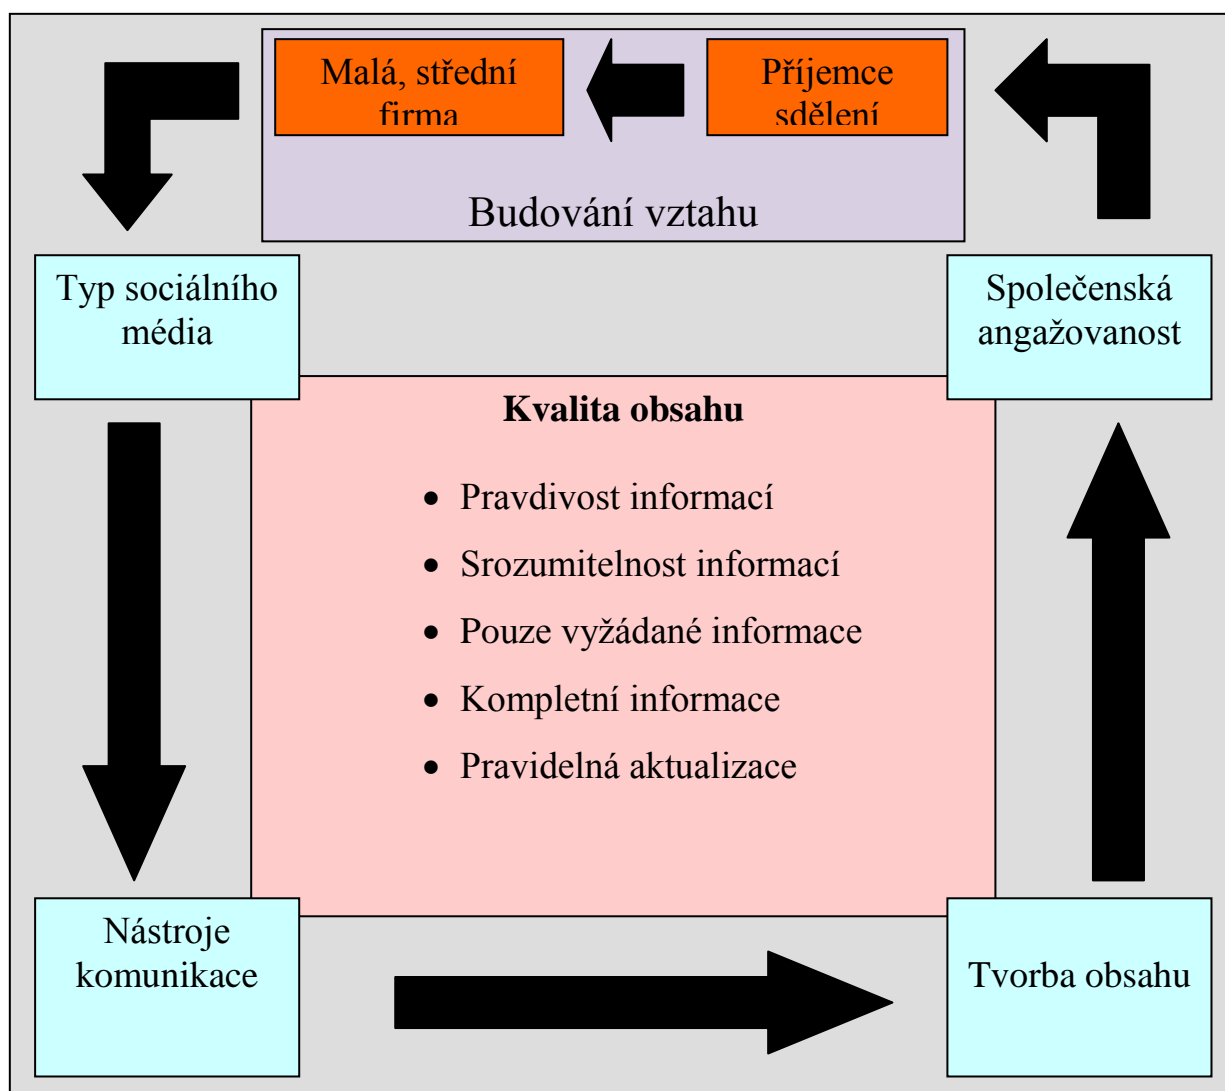 Malá, střední
firma
Příjemce
sdělení
Budování vztahu
Typ sociálního
média
Společenská
angažovanost
Kvalita obsahu
• Pravdivost informací
• Srozumitelnost informací
• Pouze vyžádané informace
• Kompletní informace
• Pravidelná aktualizace
Nástroje
komunikace
Tvorba obsahu